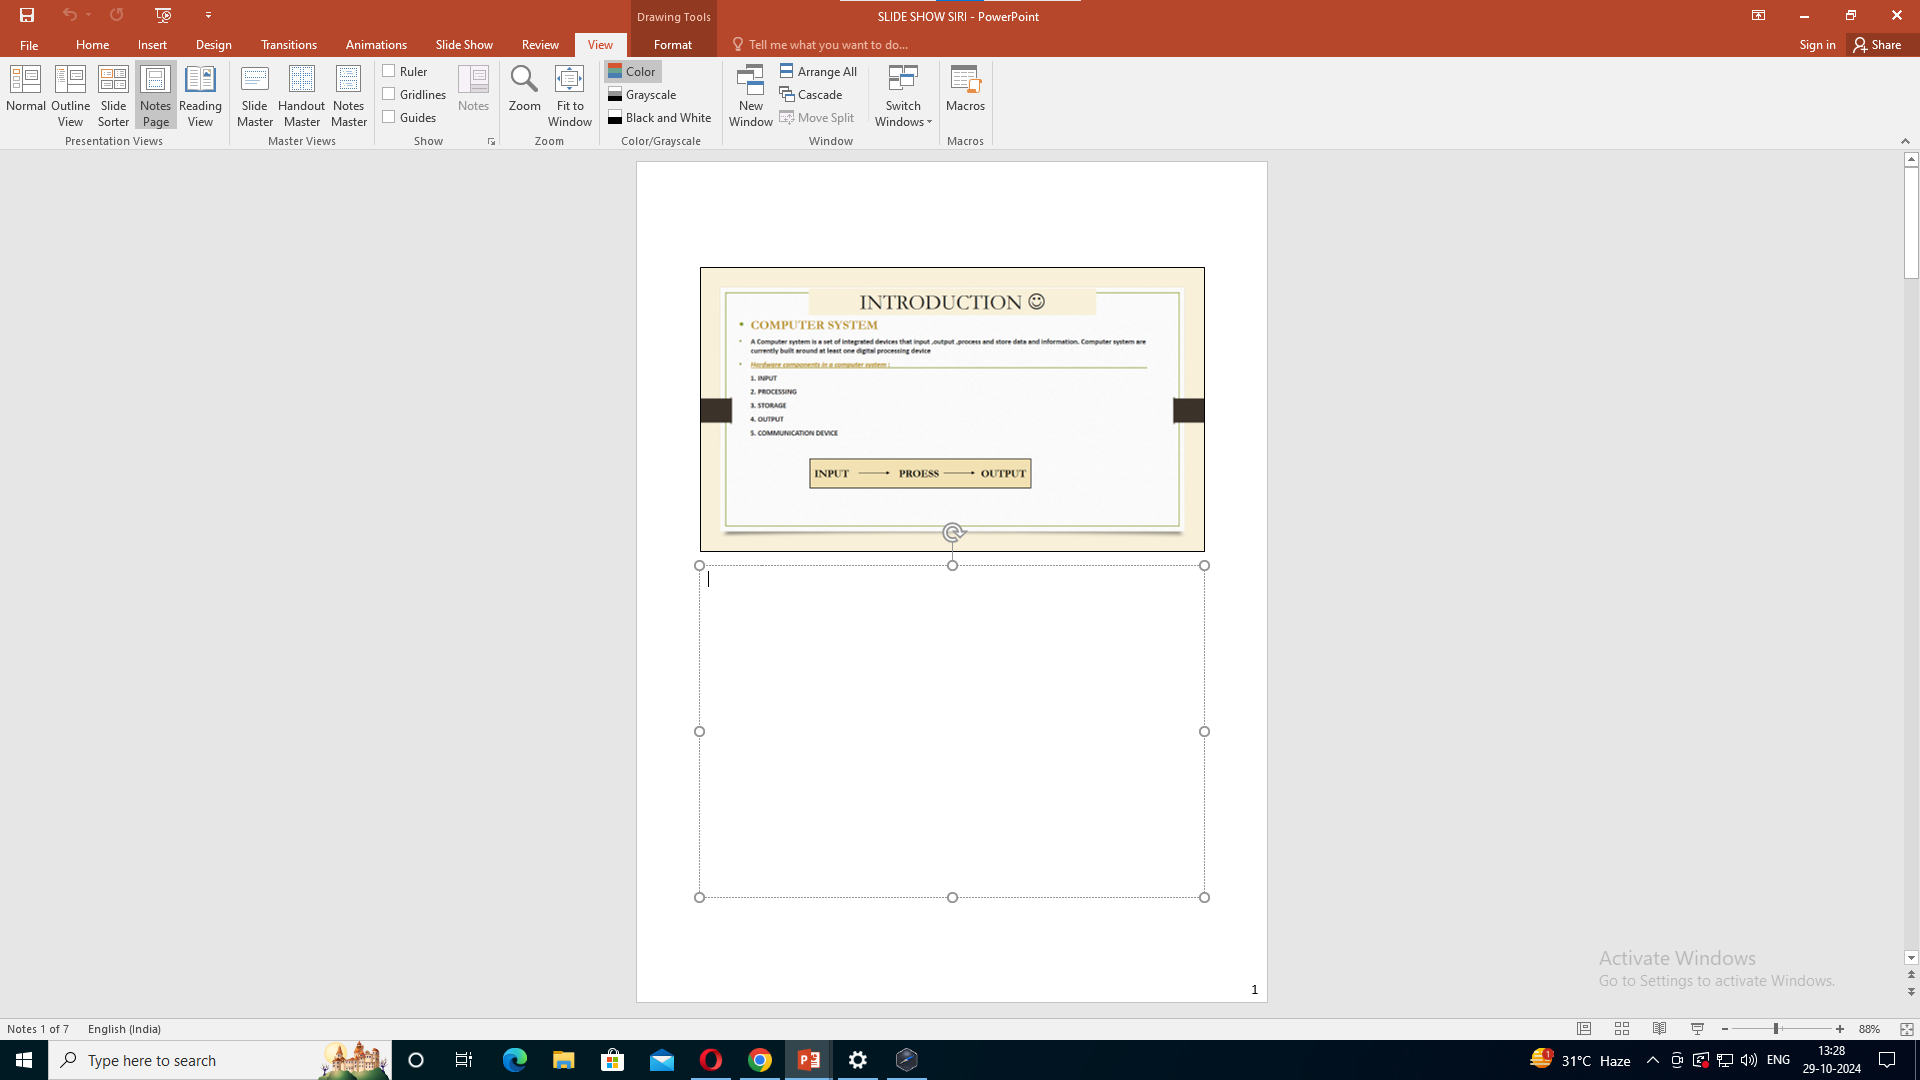 Drawing Tools
SLIDE SHOW SIRI - PowerPoint
File Home Insert Design Transitions Animations Slide Show Review View Format Tell me what you want to do... Sign in Share
Normal Outline View Slide Sorter Notes Page Reading View
Presentation Views
Slide Master Handout Master Notes Master
Master Views
Ruler
Gridlines
Guides
Notes
Show
Zoom Fit to Window
Zoom
Color
Grayscale
Black and White
Color/Grayscale
New Window
Arrange All
Cascade
Move Split
Switch Windows
Window
Macros
Macros
INTRODUCTION ☺
• COMPUTER SYSTEM
• A Computer system is a set of integrated devices that input ,output ,process and store data and information. Computer system are
currently built around at least one digital processing device
• Hardware components in a computer system :
1. INPUT
2. PROCESSING
3. STORAGE
4. OUTPUT
5. COMMUNICATION DEVICE
INPUT PROESS OUTPUT
1
Activate Windows
Go to Settings to activate Windows.
Notes 1 of 7 English (India) 88%
Type here to search
1 31°C Haze ENG 13:28
29-10-2024